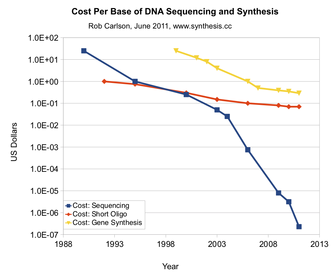 Cost Per Base of DNA Sequencing and Synthesis
Rob Carlson, June 2011, www.synthesis.cc
1.0E+02
1.0E+01
1.0E+00
1.0E-01
1.0E-02
1.0E-03
1.0E-04
1.0E-05
1.0E-06
1.0E-07
US Dollars
Cost: Sequencing
Cost: Short Oligo
Cost: Gene Synthesis
1988
1993
1998
2003
2008
2013
Year